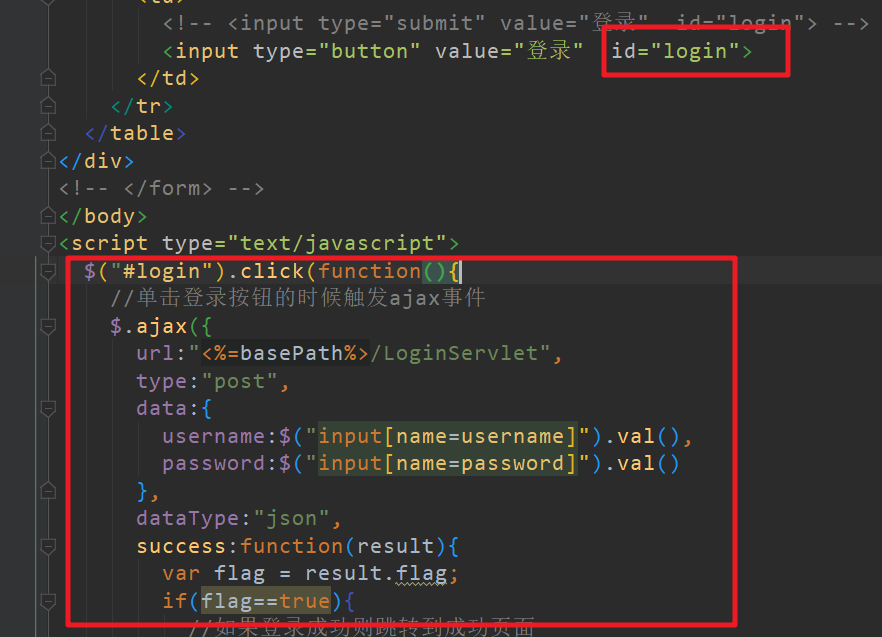 <!-- <input type="submit" value="登录" id="login"> -->
<input type="button" value="登录" id="login">
</td>
</tr>
</table>
</div>
<!-- </form> -->
</body>
<script type="text/javascript">
$("#login").click(function(){
//单击登录按钮的时候触发ajax事件
$.ajax({
url:"<%=basePath%>/LoginServlet",
type:"post",
data:{
username:$("input[name=username]").val(),
password:$("input[name=password]").val()
},
dataType:"json",
success:function(result){
var flag = result.flag;
if(flag==true){
//如果登录成功则跳转到成功页面